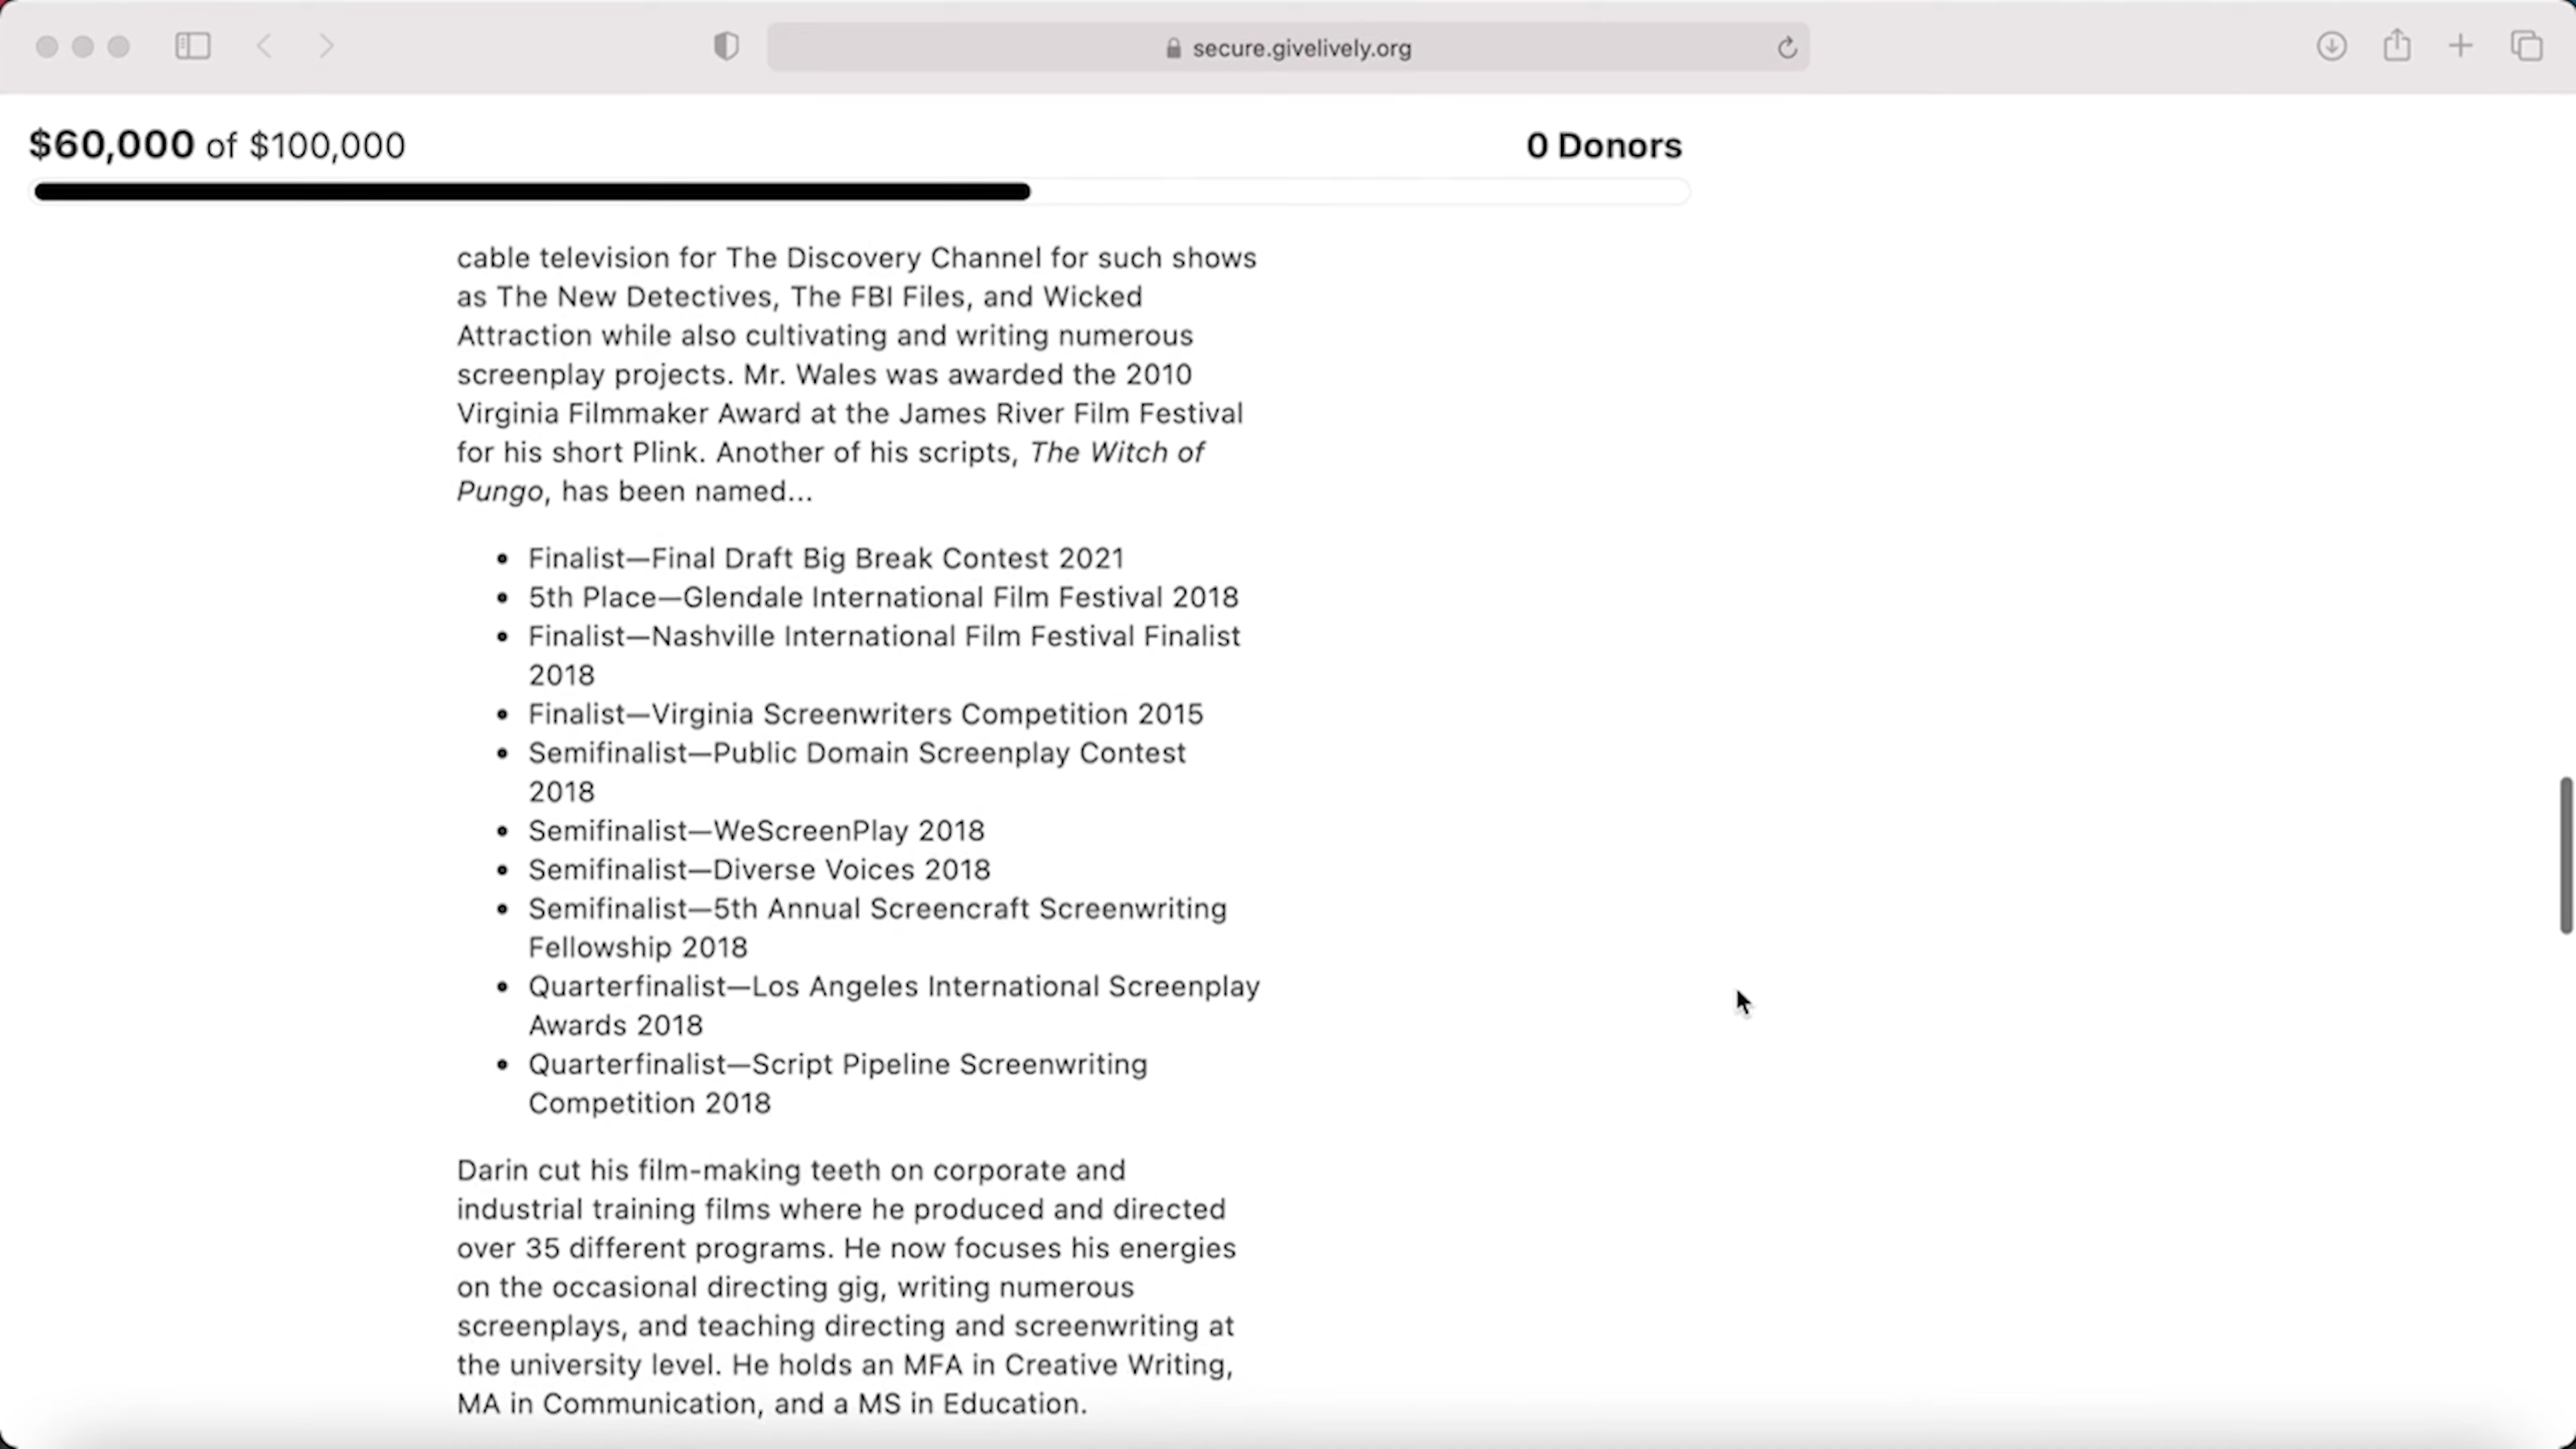 secure.givelively.org
$60,000 of $100,000
0 Donors
cable television for The Discovery Channel for such shows
as The New Detectives, The FBI Files, and Wicked
Attraction while also cultivating and writing numerous
screenplay projects. Mr. Wales was awarded the 2010
Virginia Filmmaker Award at the James River Film Festival
for his short Plink. Another of his scripts, The Witch of
Pungo, has been named...
• Finalist—Final Draft Big Break Contest 2021
• 5th Place—Glendale International Film Festival 2018
• Finalist—Nashville International Film Festival Finalist
2018
• Finalist—Virginia Screenwriters Competition 2015
• Semifinalist—Public Domain Screenplay Contest
2018
• Semifinalist—WeScreenPlay 2018
• Semifinalist—Diverse Voices 2018
• Semifinalist—5th Annual Screencraft Screenwriting
Fellowship 2018
• Quarterfinalist—Los Angeles International Screenplay
Awards 2018
• Quarterfinalist—Script Pipeline Screenwriting
Competition 2018
Darin cut his film-making teeth on corporate and
industrial training films where he produced and directed
over 35 different programs. He now focuses his energies
on the occasional directing gig, writing numerous
screenplays, and teaching directing and screenwriting at
the university level. He holds an MFA in Creative Writing,
MA in Communication, and a MS in Education.